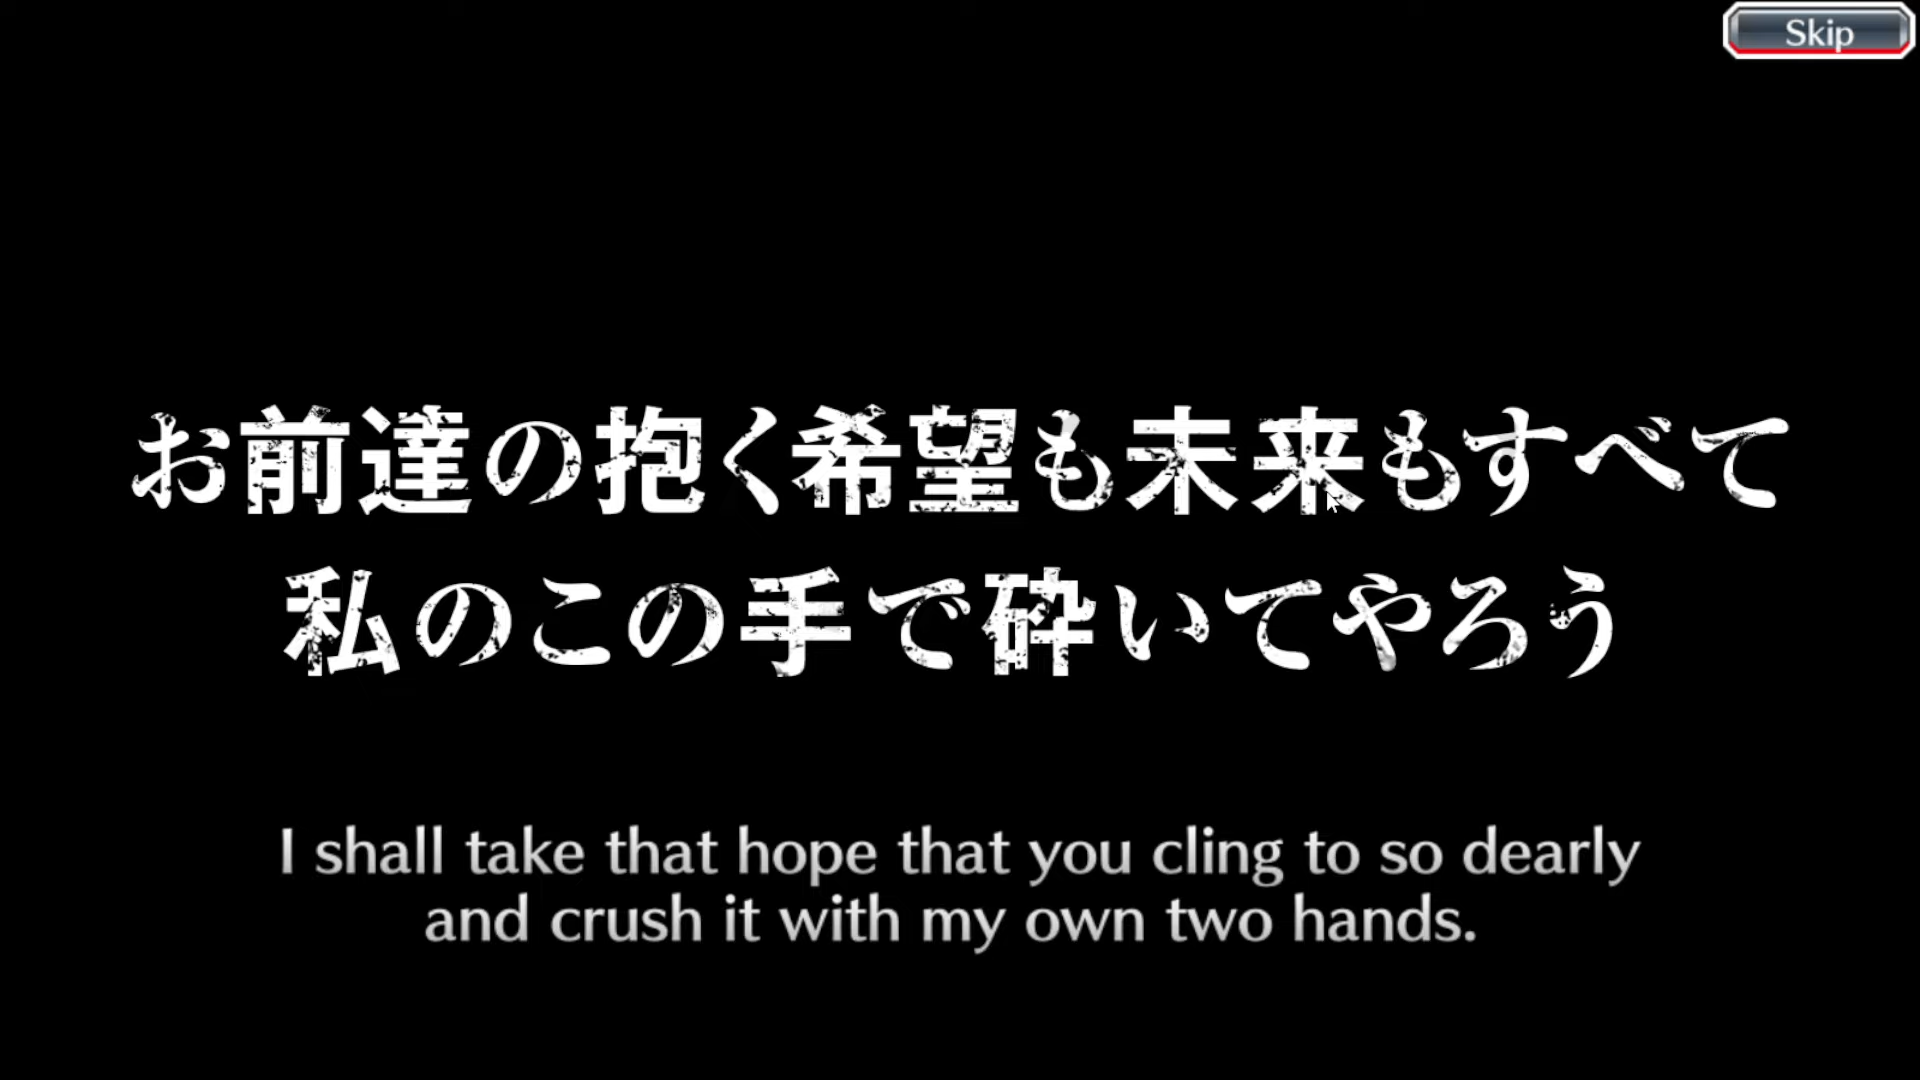 Skip
お前達の抱く希望も未来もすべて
私のこの手で砕いてやろう
I shall take that hope that you cling to so dearly
and crush it with my own two hands.